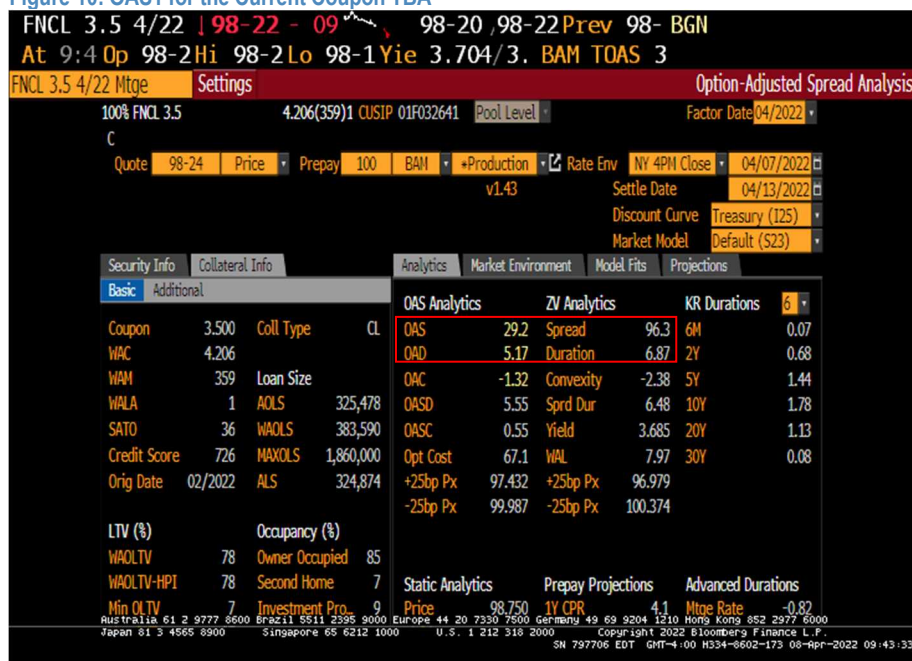 Figure 10: OAS1 for the Current Coupon TBA
FNCL 3.5 4/22 ↓98-22 - 09 98-20 /98-22 Prev 98- BGN
At 9:4 Op 98-2 Hi 98-2 Lo 98-1 Yie 3.704/3. BAM TOAS 3
FNCL 3.5 4/22 Mtge Settings Option-Adjusted Spread Analysis
100% FNCL 3.5 4.206(359)1 CUSIP 01F032641 Pool Level Factor Date 04/2022
C
Quote 98-24 Price Prepay 100 BAM +Production Rate Env NY 4PM Close 04/07/2022
v1.43 Settle Date 04/13/2022
Discount Curve Treasury (I25)
Market Model Default (S23)
Security Info Collateral Info Analytics Market Environment Model Fits Projections
Basic Additional
OAS Analytics ZV Analytics KR Durations 6
Coupon 3.500 Coll Type CL OAS 29.2 Spread 96.3 6M 0.07
WAC 4.206 OAD 5.17 Duration 6.87 2Y 0.68
WAM 359 Loan Size OAC -1.32 Convexity -2.38 5Y 1.44
WALA 1 AOLS 325,478 OASD 5.55 Sprd Dur 6.48 10Y 1.78
SATO 36 WAOLS 383,590 OASC 0.55 Yield 3.685 20Y 1.13
Credit Score 726 MAXOLS 1,860,000 Opt Cost 67.1 WAL 7.97 30Y 0.08
Orig Date 02/2022 ALS 324,874 +25bp Px 97.432 +25bp Px 96.979
-25bp Px 99.987 -25bp Px 100.374
LTV (%) Occupancy (%)
WAOLTV 78 Owner Occupied 85
WAOLTV-HPI 78 Second Home 7 Static Analytics Prepay Projections Advanced Durations
Min OLTV 7 Investment Pro.. 9 Price 98.750 1Y CPR 4.1 Mtge Rate -0.82
Australia 61 2 9777 8600 Brazil 5511 2395 9000 Europe 44 20 7330 7500 Germany 49 69 9204 1210 Hong Kong 852 2977 6000
Japan 81 3 4565 8900 Singapore 65 6212 1000 U.S. 1 212 318 2000 Copyright 2022 Bloomberg Finance L.P.
SN 797706 EDT GMT-4:00 H334-8602-173 08-Apr-2022 09:43:33